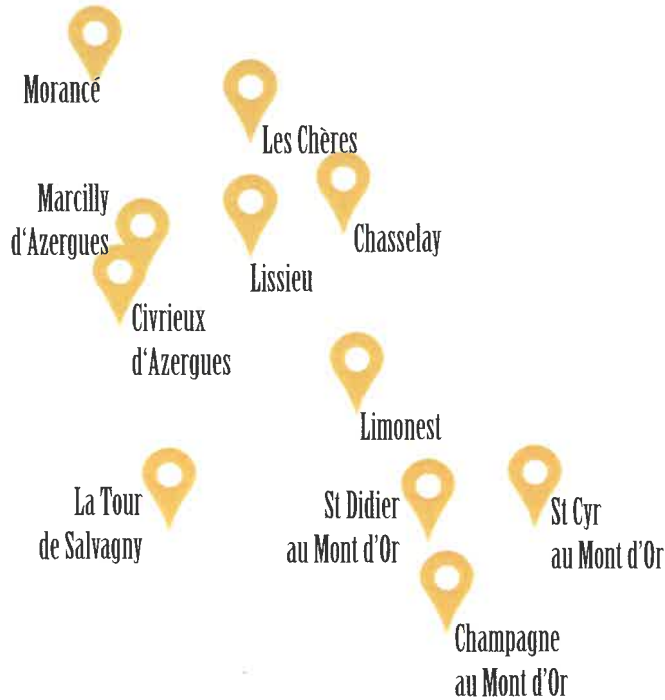 Morancé
Les Chères
Marcilly
d‘Azergues
Chasselay
Lissieu
Civrieux
d‘Azergues
Limonest
La Tour
de Salvagny
St Didier
au Mont d’Or
St Cyr
au Mont d’Or
Champagne
au Mont d’Or